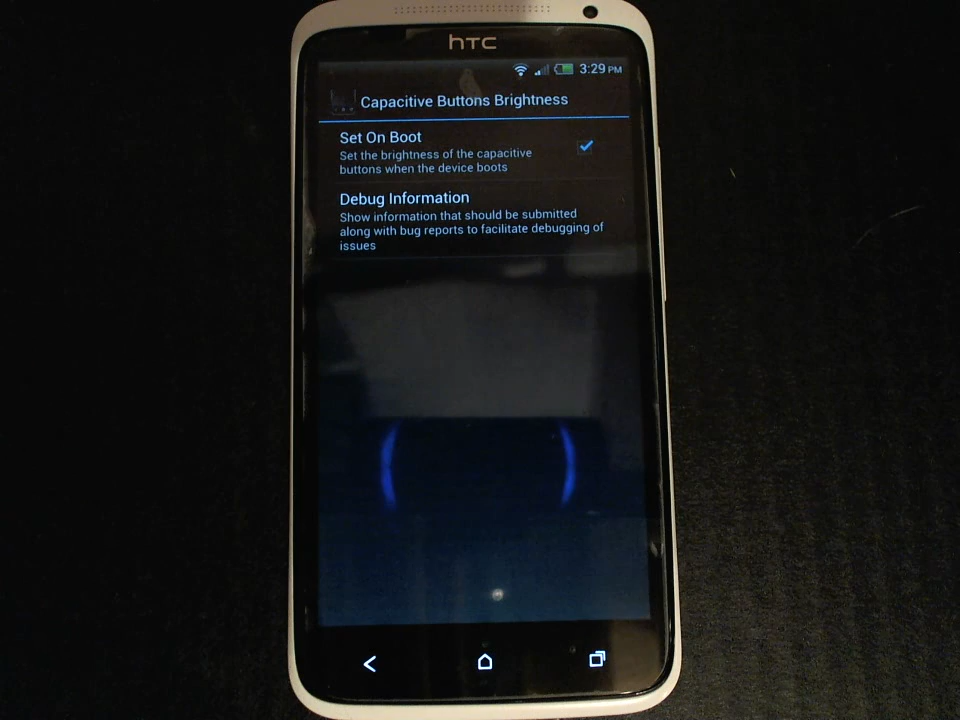 hTC
3:29 PM
Capacitive Buttons Brightness
Set On Boot
Set the brightness of the capacitive
buttons when the device boots
Debug Information
Show information that should be submitted
along with bug reports to facilitate debugging of
issues